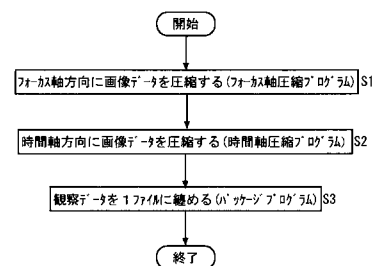 開始
ﾌｫｰｶｽ軸方向に画像ﾃﾞｰﾀを圧縮する(ﾌｫｰｶｽ軸圧縮ﾌﾟﾛｸﾞﾗﾑ) S1
時間軸方向に画像ﾃﾞｰﾀを圧縮する(時間軸圧縮ﾌﾟﾛｸﾞﾗﾑ) S2
観察ﾃﾞｰﾀを1ﾌｧｲﾙに纏める(ﾊﾟｯｹｰｼﾞﾌﾟﾛｸﾞﾗﾑ) S3
終了